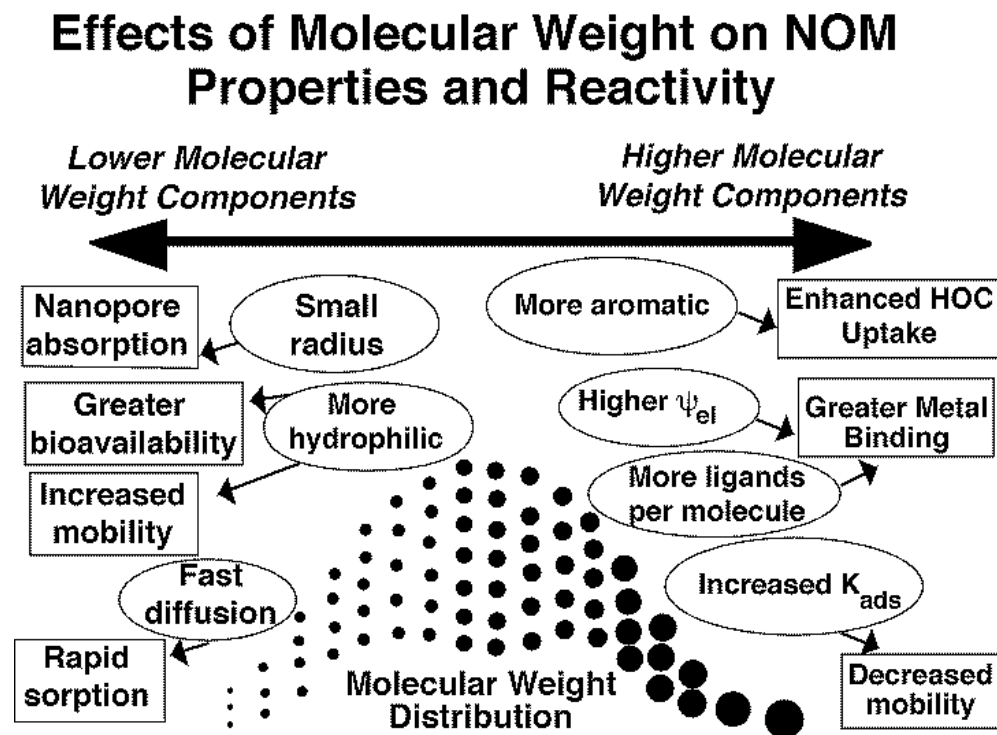 Effects of Molecular Weight on NOM
Properties and Reactivity
Lower Molecular
Weight Components
Higher Molecular
Weight Components
Nanopore
absorption
Small
radius
More aromatic
Enhanced HOC
Uptake
Greater
bioavailability
More
hydrophilic
Higher ψel
Greater Metal
Binding
Increased
mobility
More ligands
per molecule
Fast
diffusion
Increased Kads
Rapid
sorption
Molecular Weight
Distribution
Decreased
mobility